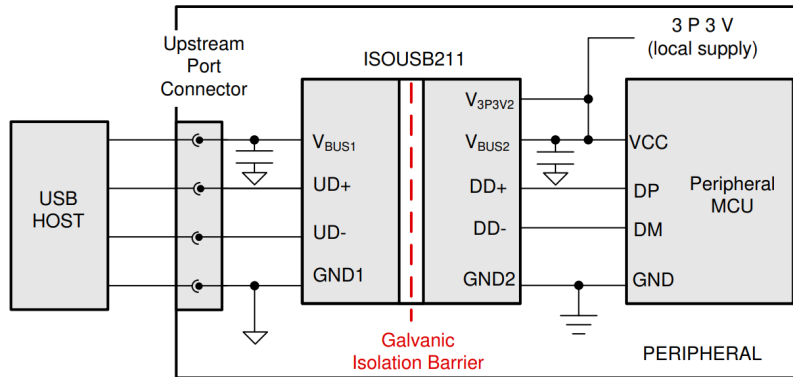 Upstream
Port
Connector
ISOUSB211
3 P 3 V
(local supply)
USB
HOST
V3P3V2
VBUS1
VBUS2
VCC
UD+
DD+
DP
Peripheral
MCU
UD-
DD-
DM
GND1
GND2
GND
Galvanic
Isolation Barrier
PERIPHERAL